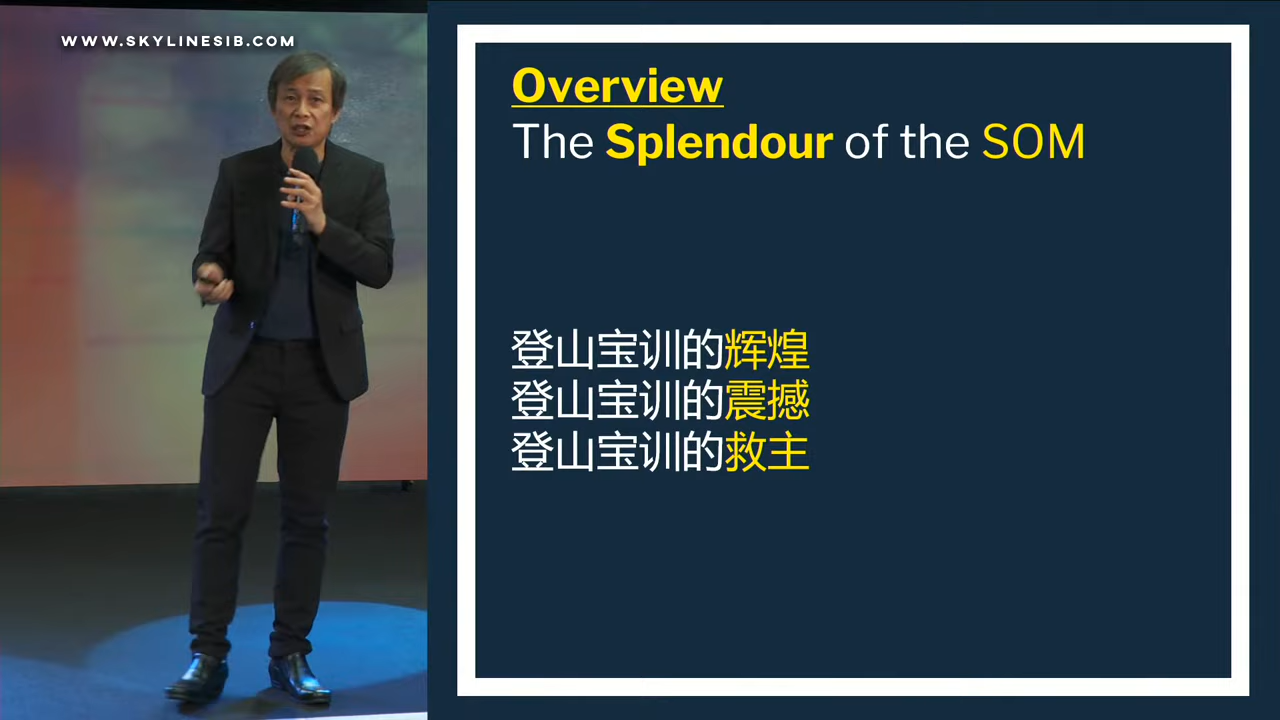 WWW.SKYLINESIB.COM
Overview
The Splendour of the SOM
登山宝训的辉煌
登山宝训的震撼
登山宝训的救主